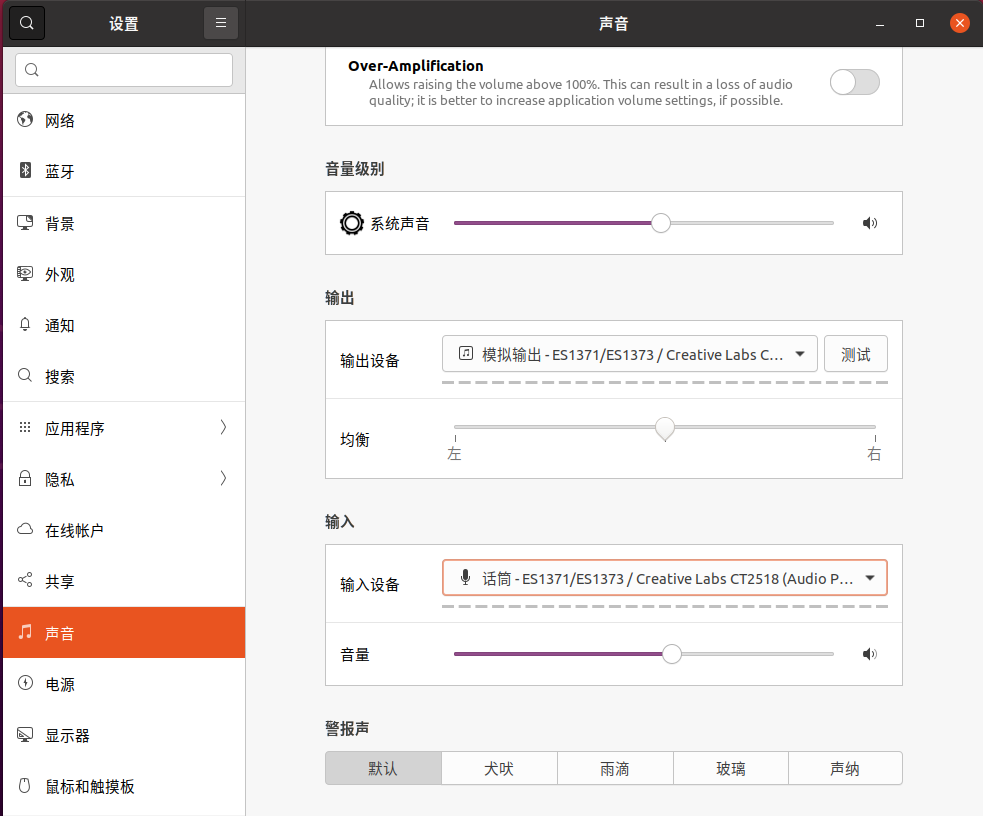 设置
声音
Over-Amplification
Allows raising the volume above 100%. This can result in a loss of audio
quality; it is better to increase application volume settings, if possible.
网络
蓝牙
背景
外观
通知
搜索
应用程序
隐私
在线帐户
共享
声音
电源
显示器
鼠标和触摸板
音量级别
系统声音
输出
输出设备
模拟输出 - ES1371/ES1373 / Creative Labs C...
测试
均衡
左
右
输入
输入设备
话筒 - ES1371/ES1373 / Creative Labs CT2518 (Audio P...
音量
警报声
默认
犬吠
雨滴
玻璃
声纳